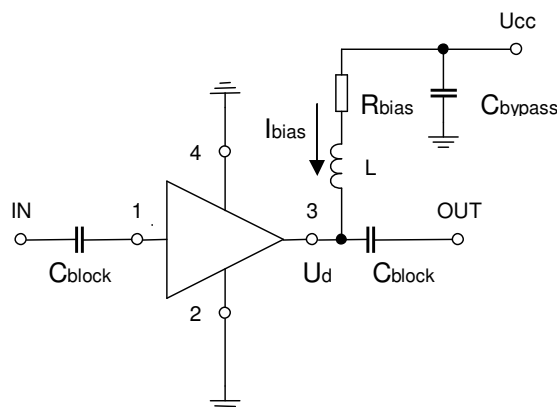 Ucc
Rbias
Cbypass
Ibias
4
L
IN
1
3
OUT
Cblock
Ud
Cblock
2